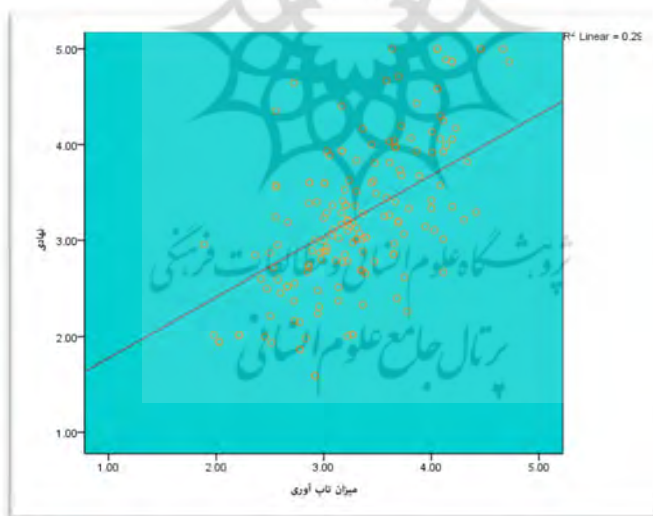 R² Linear = 0.29
5.00
4.00
3.00
2.00
1.00
نهادی
پژوهشگاه علوم انسانی و مطالعات فرهنگی
پرتال جامع علوم انسانی
1.00 2.00 3.00 4.00 5.00
میزان تاب آوری